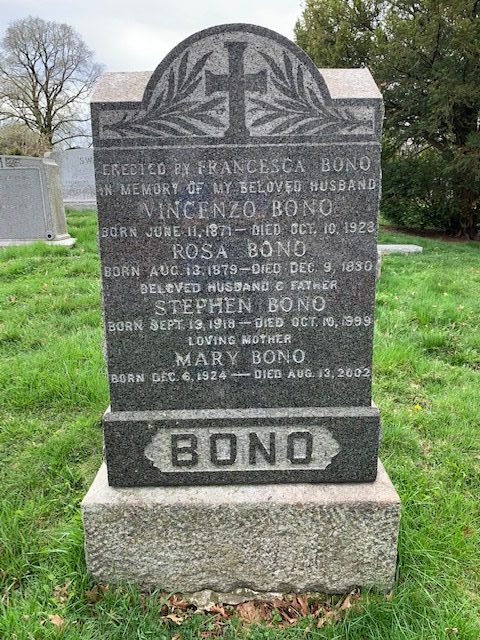 ERECTED BY FRANCESCA BONO
IN MEMORY OF MY BELOVED HUSBAND
VINCENZO BONO
BORN JUNE 11, 1871 — DIED OCT. 10, 1923
ROSA BONO
BORN AUG. 13, 1879 — DIED DEC. 9, 1880
BELOVED HUSBAND & FATHER
STEPHEN BONO
BORN SEPT. 13, 1918 — DIED OCT. 10, 1999
LOVING MOTHER
MARY BONO
BORN DEC. 6, 1924 — DIED AUG. 13, 2002
BONO